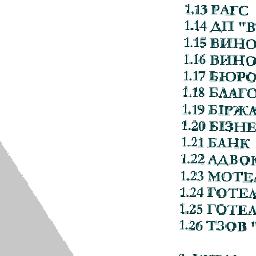 1.13 РАГС
1.14 ДП "В
1.15 ВИНО
1.16 ВИНО
1.17 БЮРО
1.18 БЛАГО
1.19 БІРЖА
1.20 БІЗНЕ
1.21 БАНК
1.22 АДВОК
1.23 МОТЕЛ
1.24 ГОТЕЛ
1.25 ГОТЕЛ
1.26 ТЗОВ "